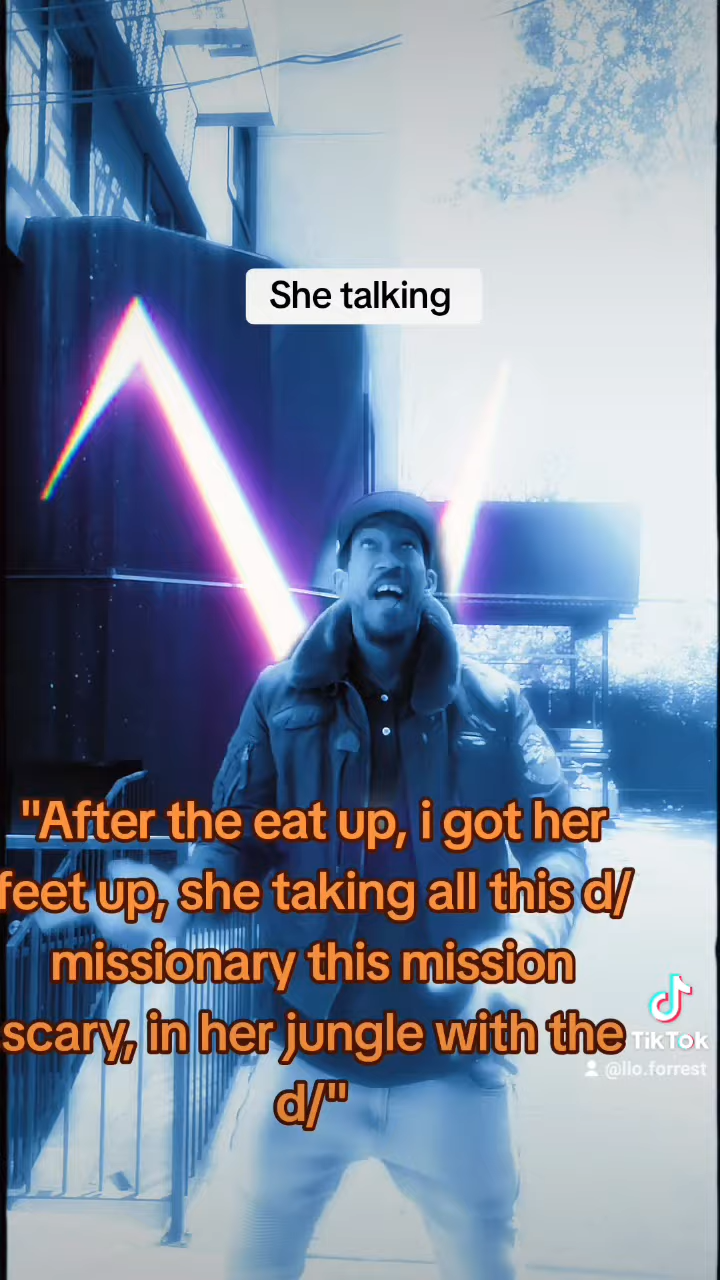 She talking
"After the eat up, i got her
feet up, she taking all this d/
missionary this mission
scary, in her jungle with the
d/"
TikTok
@llo.forrest